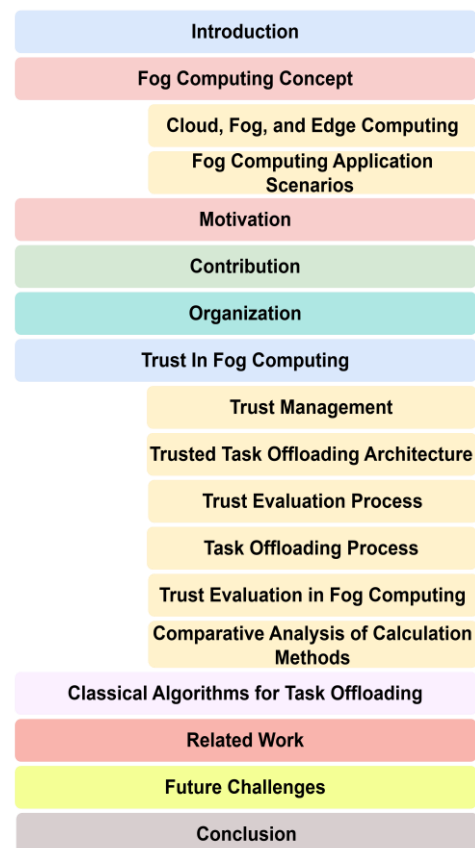 Introduction
Fog Computing Concept
Cloud, Fog, and Edge Computing
Fog Computing Application
Scenarios
Motivation
Contribution
Organization
Trust In Fog Computing
Trust Management
Trusted Task Offloading Architecture
Trust Evaluation Process
Task Offloading Process
Trust Evaluation in Fog Computing
Comparative Analysis of Calculation
Methods
Classical Algorithms for Task Offloading
Related Work
Future Challenges
Conclusion